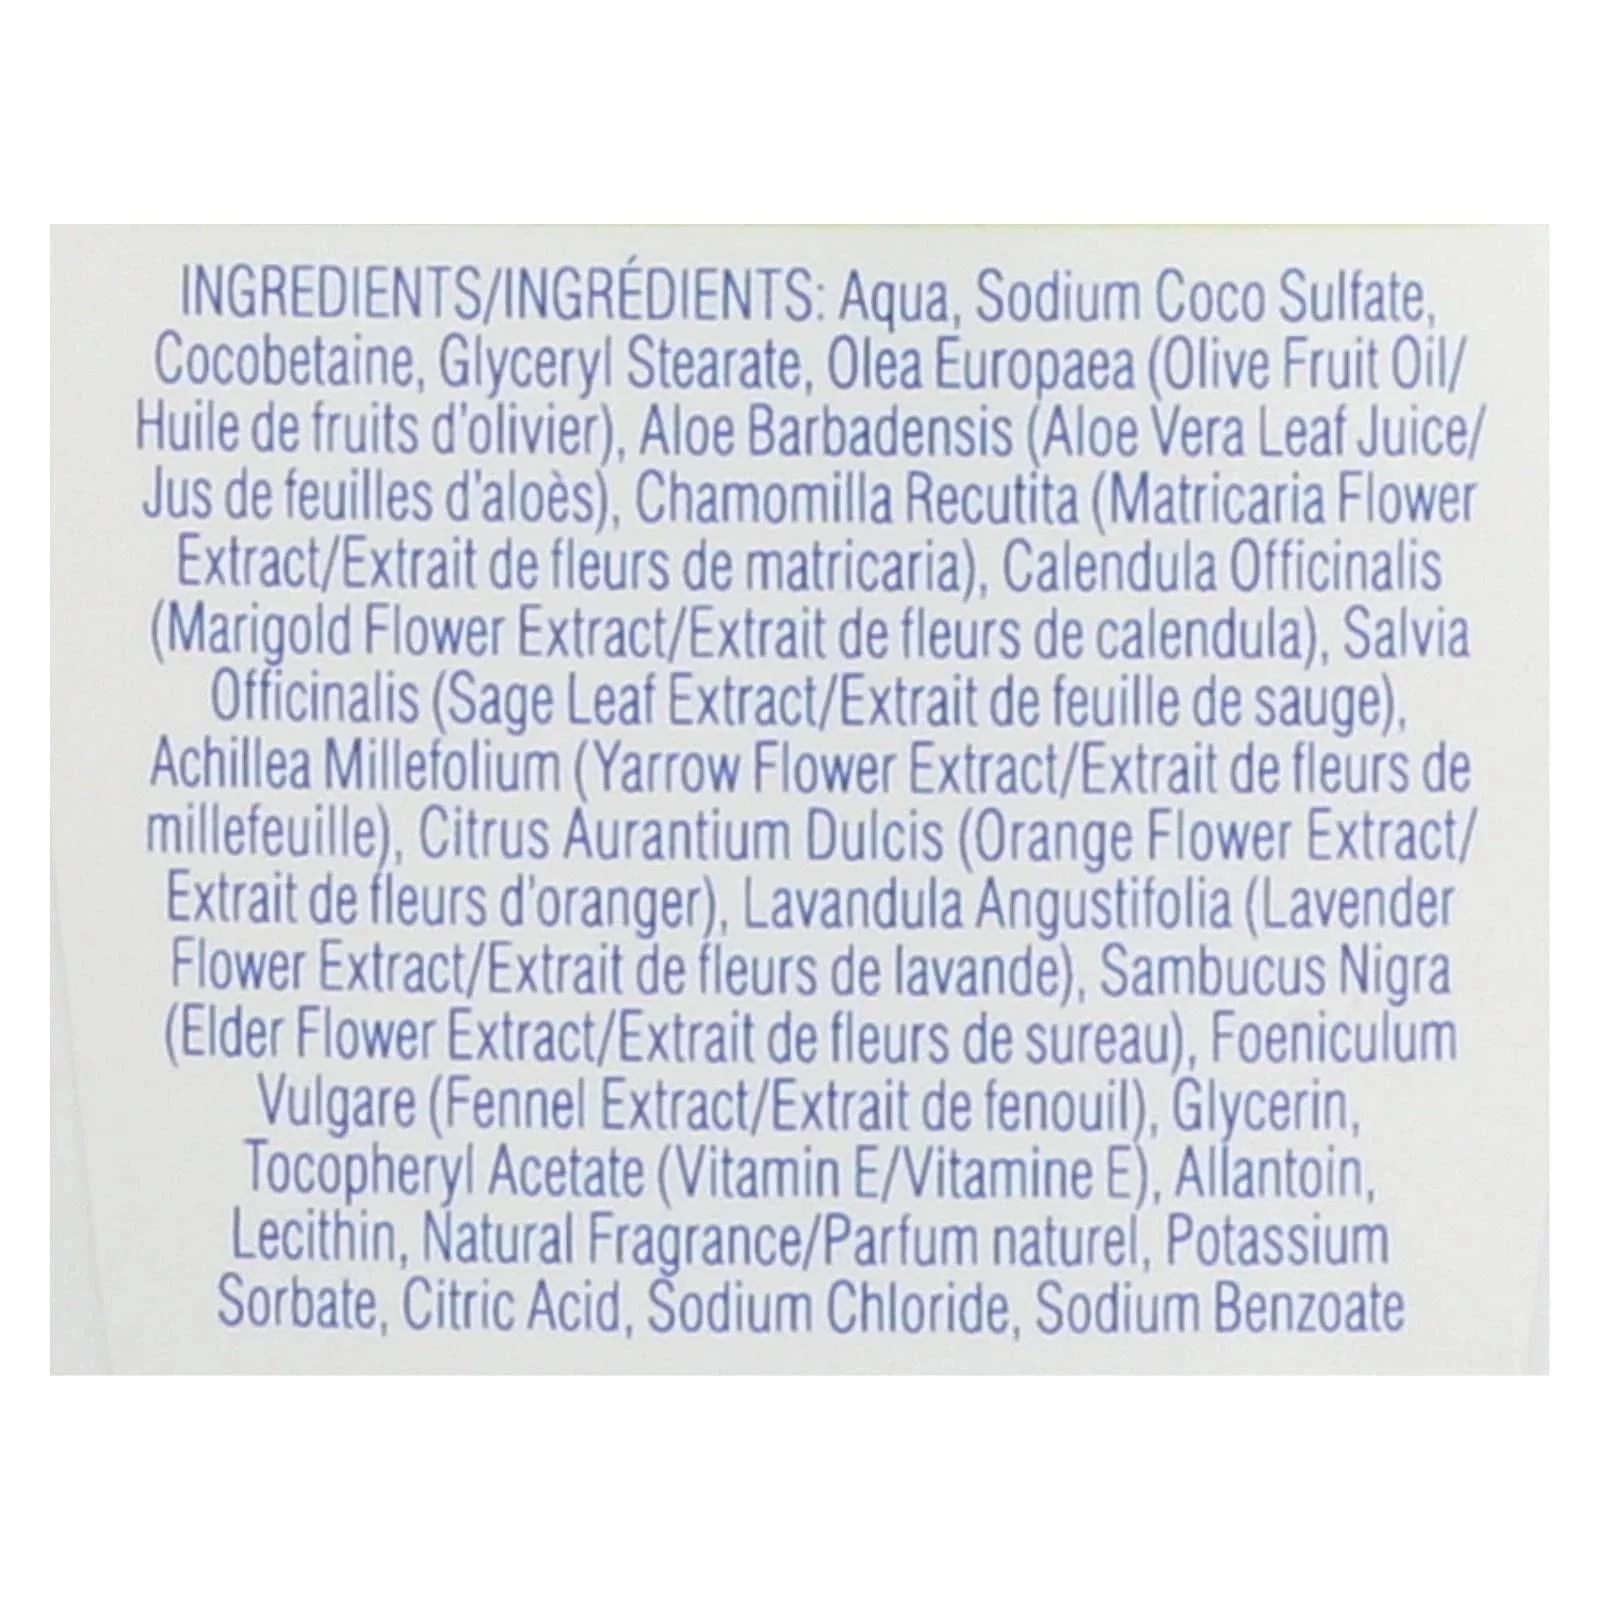 INGREDIENTS/INGRÉDIENTS: Aqua, Sodium Coco Sulfate,
Cocobetaine, Glyceryl Stearate, Olea Europaea (Olive Fruit Oil/
Huile de fruits d'olivier), Aloe Barbadensis (Aloe Vera Leaf Juice/
Jus de feuilles d'aloès), Chamomilla Recutita (Matricaria Flower
Extract/Extrait de fleurs de matricaria), Calendula Officinalis
(Marigold Flower Extract/Extrait de fleurs de calendula), Salvia
Officinalis (Sage Leaf Extract/Extrait de feuille de sauge),
Achillea Millefolium (Yarrow Flower Extract/Extrait de fleurs de
millefeuille), Citrus Aurantium Dulcis (Orange Flower Extract/
Extrait de fleurs d'oranger), Lavandula Angustifolia (Lavender
Flower Extract/Extrait de fleurs de lavande), Sambucus Nigra
(Elder Flower Extract/Extrait de fleurs de sureau), Foeniculum
Vulgare (Fennel Extract/Extrait de fenouil), Glycerin,
Tocopheryl Acetate (Vitamin E/Vitamine E), Allantoin,
Lecithin, Natural Fragrance/Parfum naturel, Potassium
Sorbate, Citric Acid, Sodium Chloride, Sodium Benzoate